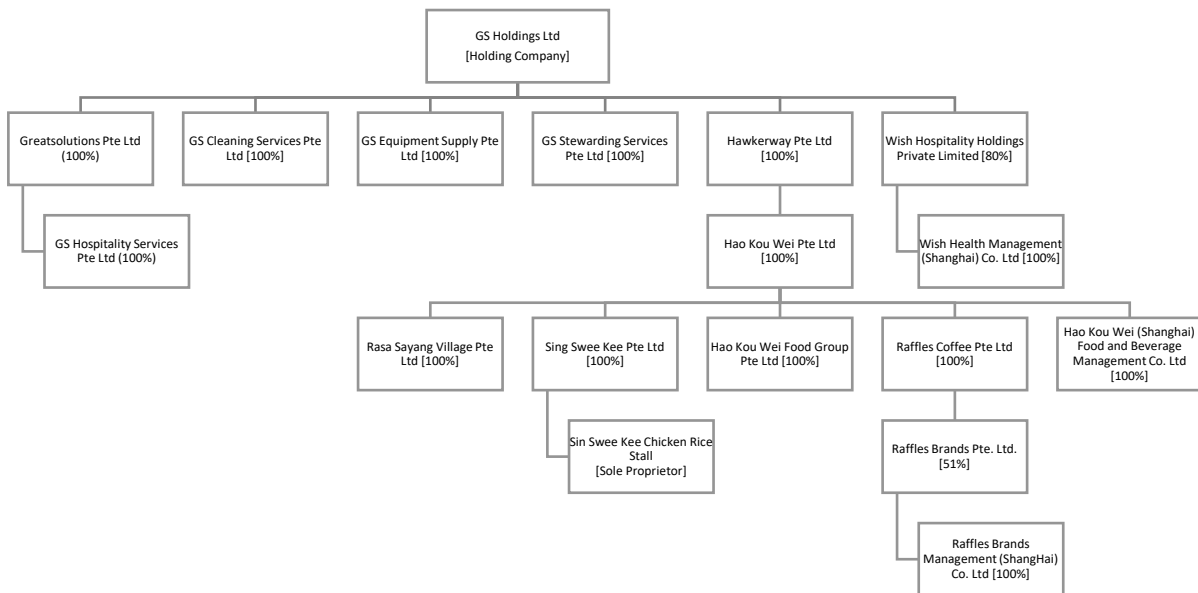 GS Holdings Ltd
[Holding Company]
Greatsolutions Pte Ltd
(100%)
GS Cleaning Services Pte
Ltd [100%]
GS Equipment Supply Pte
Ltd [100%]
GS Stewarding Services
Pte Ltd [100%]
Hawkerway Pte Ltd
[100%]
Wish Hospitality Holdings
Private Limited [80%]
GS Hospitality Services
Pte Ltd (100%)
Hao Kou Wei Pte Ltd
[100%]
Wish Health Management
(Shanghai) Co. Ltd [100%]
Rasa Sayang Village Pte
Ltd [100%]
Sing Swee Kee Pte Ltd
[100%]
Hao Kou Wei Food Group
Pte Ltd [100%]
Raffles Coffee Pte Ltd
[100%]
Hao Kou Wei (Shanghai)
Food and Beverage
Management Co. Ltd
[100%]
Sin Swee Kee Chicken Rice
Stall
[Sole Proprietor]
Raffles Brands Pte. Ltd.
[51%]
Raffles Brands
Management (ShangHai)
Co. Ltd [100%]